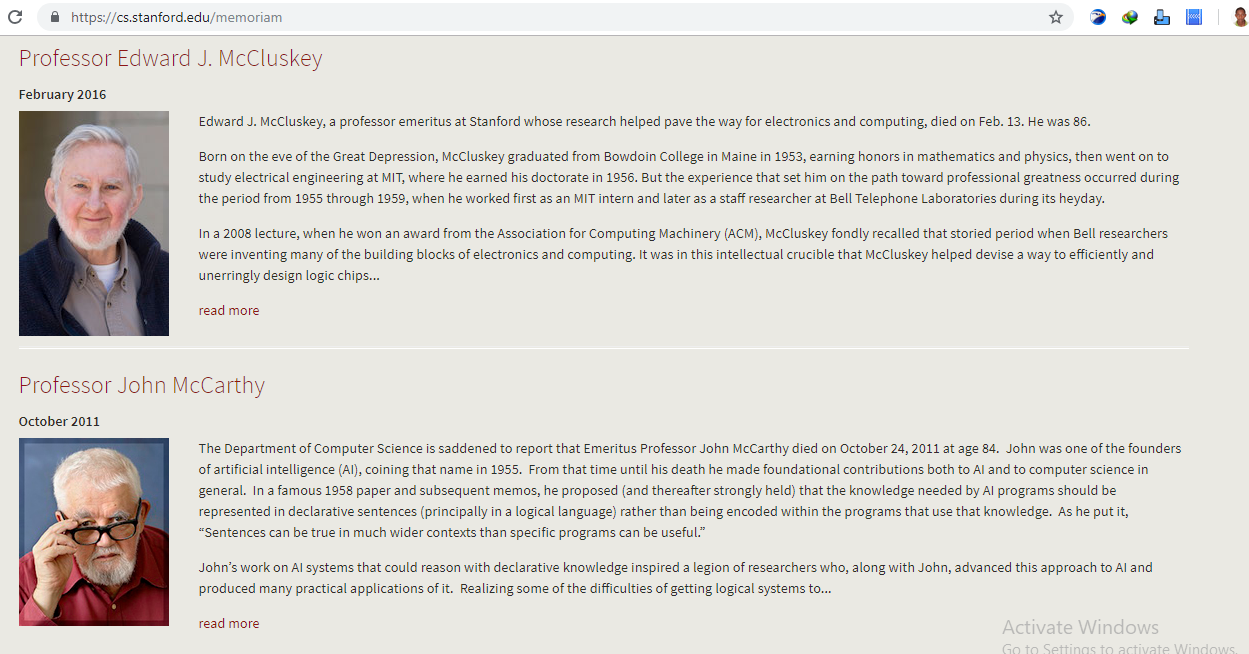 https://cs.stanford.edu/memoriam
Professor Edward J. McCluskey
February 2016
Edward J. McCluskey, a professor emeritus at Stanford whose research helped pave the way for electronics and computing, died on Feb. 13. He was 86.
Born on the eve of the Great Depression, McCluskey graduated from Bowdoin College in Maine in 1953, earning honors in mathematics and physics, then went on to
study electrical engineering at MIT, where he earned his doctorate in 1956. But the experience that set him on the path toward professional greatness occurred during
the period from 1955 through 1959, when he worked first as an MIT intern and later as a staff researcher at Bell Telephone Laboratories during its heyday.
In a 2008 lecture, when he won an award from the Association for Computing Machinery (ACM), McCluskey fondly recalled that storied period when Bell researchers
were inventing many of the building blocks of electronics and computing. It was in this intellectual crucible that McCluskey helped devise a way to efficiently and
unerringly design logic chips...
read more
Professor John McCarthy
October 2011
The Department of Computer Science is saddened to report that Emeritus Professor John McCarthy died on October 24, 2011 at age 84.  John was one of the founders
of artificial intelligence (AI), coining that name in 1955.  From that time until his death he made foundational contributions both to AI and to computer science in
general.  In a famous 1958 paper and subsequent memos, he proposed (and thereafter strongly held) that the knowledge needed by AI programs should be
represented in declarative sentences (principally in a logical language) rather than being encoded within the programs that use that knowledge.  As he put it,
“Sentences can be true in much wider contexts than specific programs can be useful.”
John’s work on AI systems that could reason with declarative knowledge inspired a legion of researchers who, along with John, advanced this approach to AI and
produced many practical applications of it.  Realizing some of the difficulties of getting logical systems to...
read more
Activate Windows
Go to Settings to activate Windows.